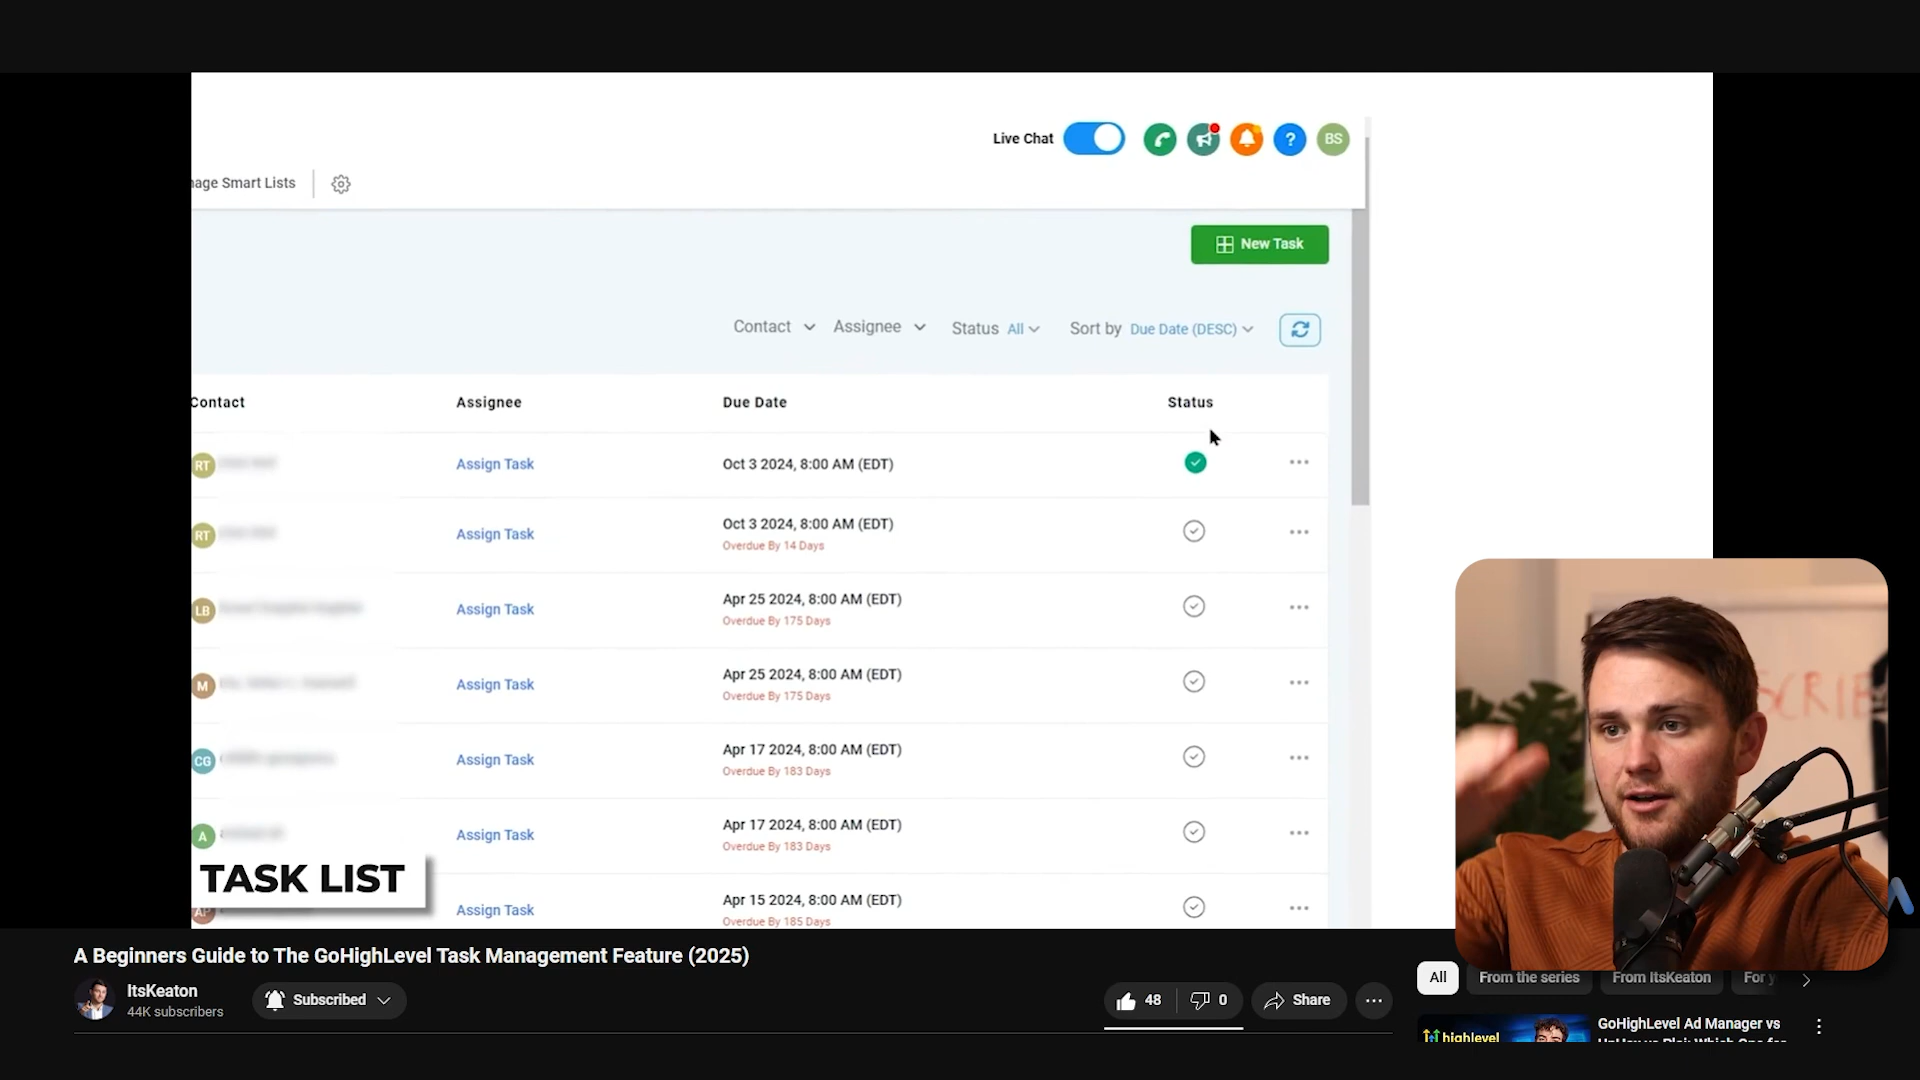 Live Chat
BS
nage Smart Lists
New Task
Contact Assignee Status All Sort by Due Date (DESC)
Contact Assignee Due Date Status
RT Assign Task Oct 3 2024, 8:00 AM (EDT)
RT Assign Task Oct 3 2024, 8:00 AM (EDT)
Overdue By 14 Days
LB Assign Task Apr 25 2024, 8:00 AM (EDT)
Overdue By 175 Days
M Assign Task Apr 25 2024, 8:00 AM (EDT)
Overdue By 175 Days
CG Assign Task Apr 17 2024, 8:00 AM (EDT)
Overdue By 183 Days
A Assign Task Apr 17 2024, 8:00 AM (EDT)
Overdue By 183 Days
TASK LIST
AP Assign Task Apr 15 2024, 8:00 AM (EDT)
Overdue By 185 Days
SCRIBE
A Beginners Guide to The GoHighLevel Task Management Feature (2025)
ItsKeaton
44K subscribers
Subscribed
48 0 Share
All From the series From ItsKeaton For y
highlevel
GoHighLevel Ad Manager vs